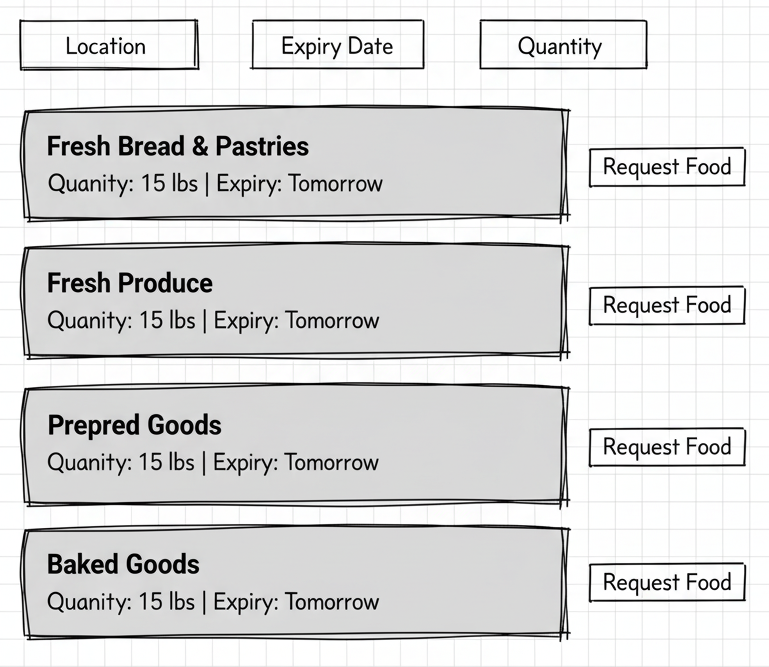 Location
Expiry Date
Quantity
Fresh Bread & Pastries
Quanity: 15 lbs | Expiry: Tomorrow
Request Food
Fresh Produce
Quanity: 15 lbs | Expiry: Tomorrow
Request Food
Prepred Goods
Quanity: 15 lbs | Expiry: Tomorrow
Request Food
Baked Goods
Quanity: 15 lbs | Expiry: Tomorrow
Request Food